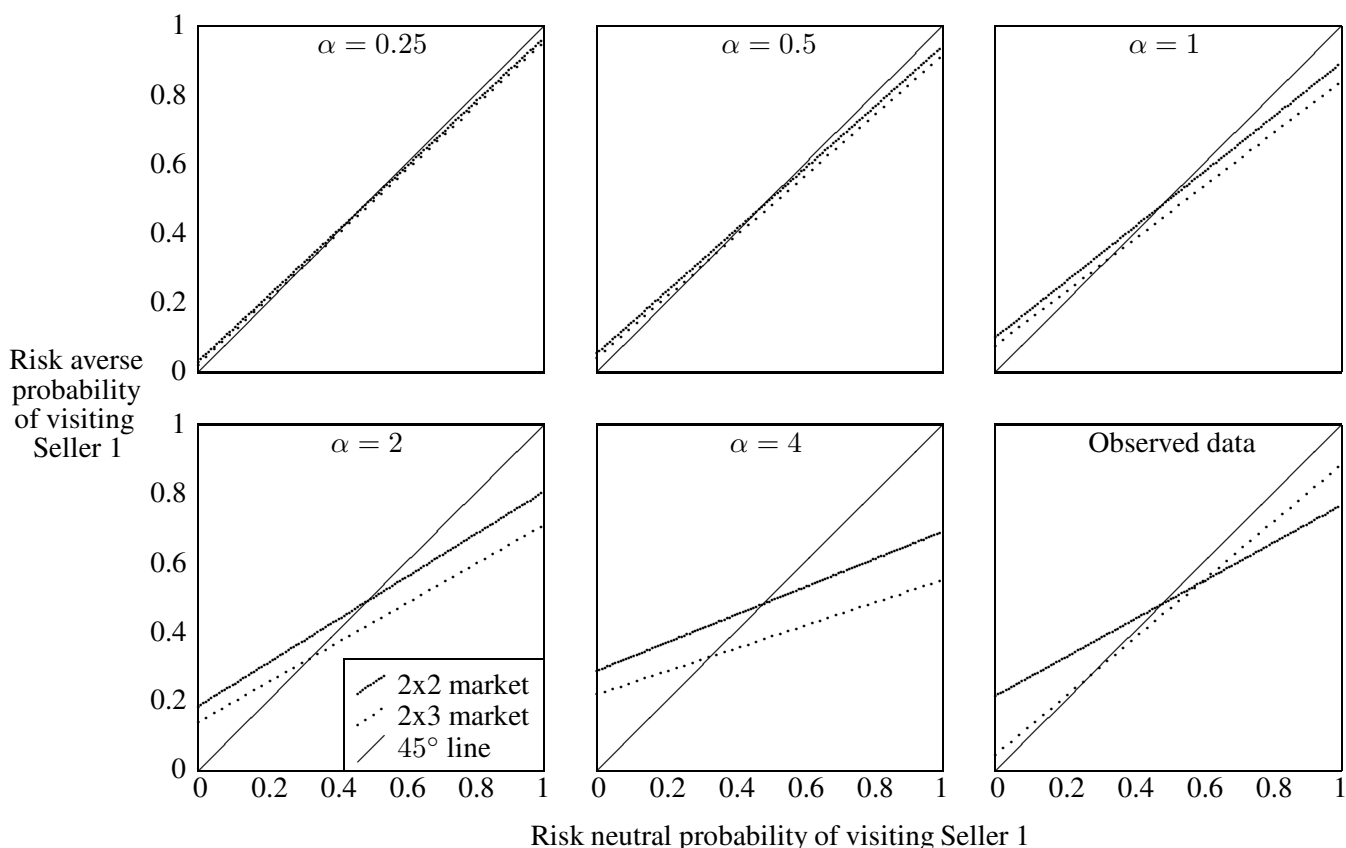 α = 0.25
α = 0.5
α = 1
1
0.8
0.6
0.4
0.2
0
Risk averse
probability
of visiting
Seller 1
α = 2
α = 4
Observed data
1
0.8
0.6
0.4
0.2
0
2x2 market
2x3 market
45° line
0 0.2 0.4 0.6 0.8 1
0 0.2 0.4 0.6 0.8 1
0 0.2 0.4 0.6 0.8 1
Risk neutral probability of visiting Seller 1